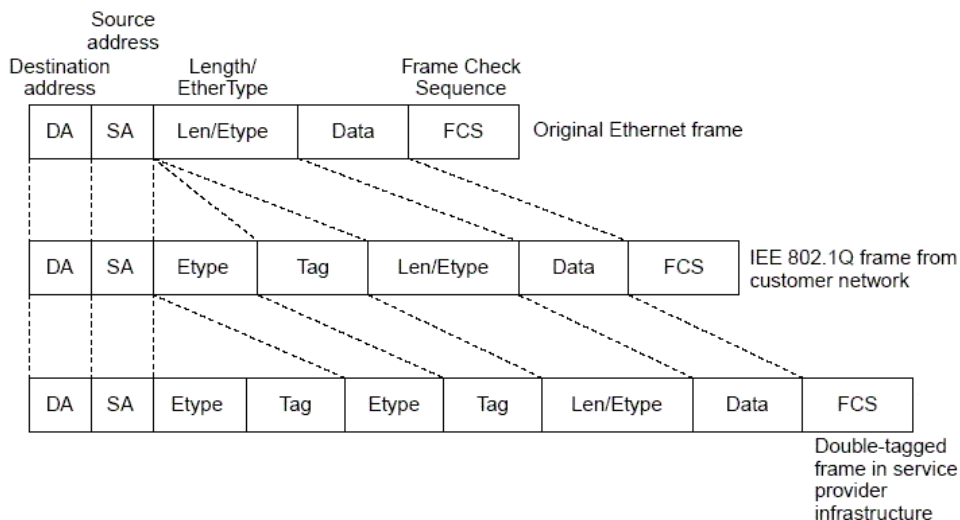 Source
address
Destination
address
Length/
EtherType
Frame Check
Sequence
DA SA Len/Etype Data FCS
Original Ethernet frame
DA SA Etype Tag Len/Etype Data FCS
IEE 802.1Q frame from
customer network
DA SA Etype Tag Etype Tag Len/Etype Data FCS
Double-tagged
frame in service
provider
infrastructure